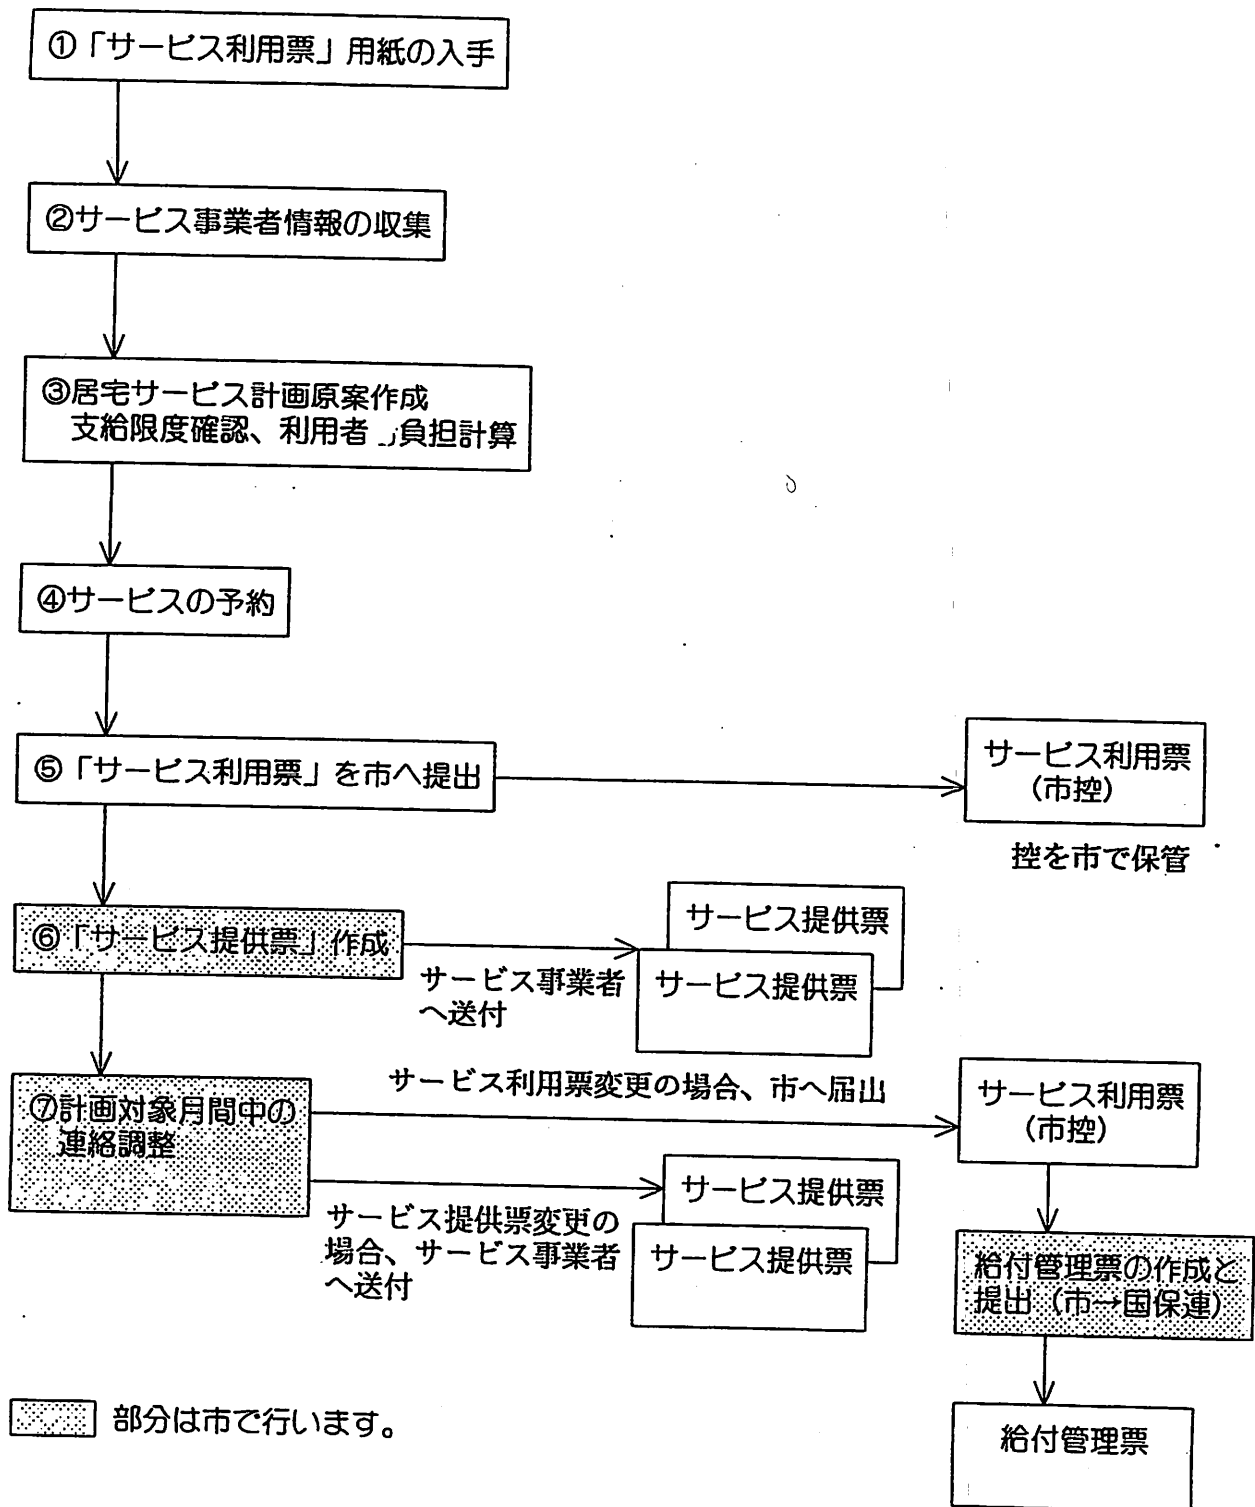 ①「サービス利用票」用紙の入手
②サービス事業者情報の収集
③居宅サービス計画原案作成
支給限度確認、利用者 負担計算
④サービスの予約
⑤「サービス利用票」を市へ提出
サービス利用票
(市控)
控を市で保管
⑥「サービス提供票」作成
サービス事業者
へ送付
サービス提供票
サービス提供票
⑦計画対象月間中の
連絡調整
サービス利用票変更の場合、市へ届出
サービス利用票
(市控)
サービス提供票変更の
場合、サービス事業者
へ送付
サービス提供票
サービス提供票
給付管理票の作成と
提出(市→国保連)
給付管理票
部分は市で行います。